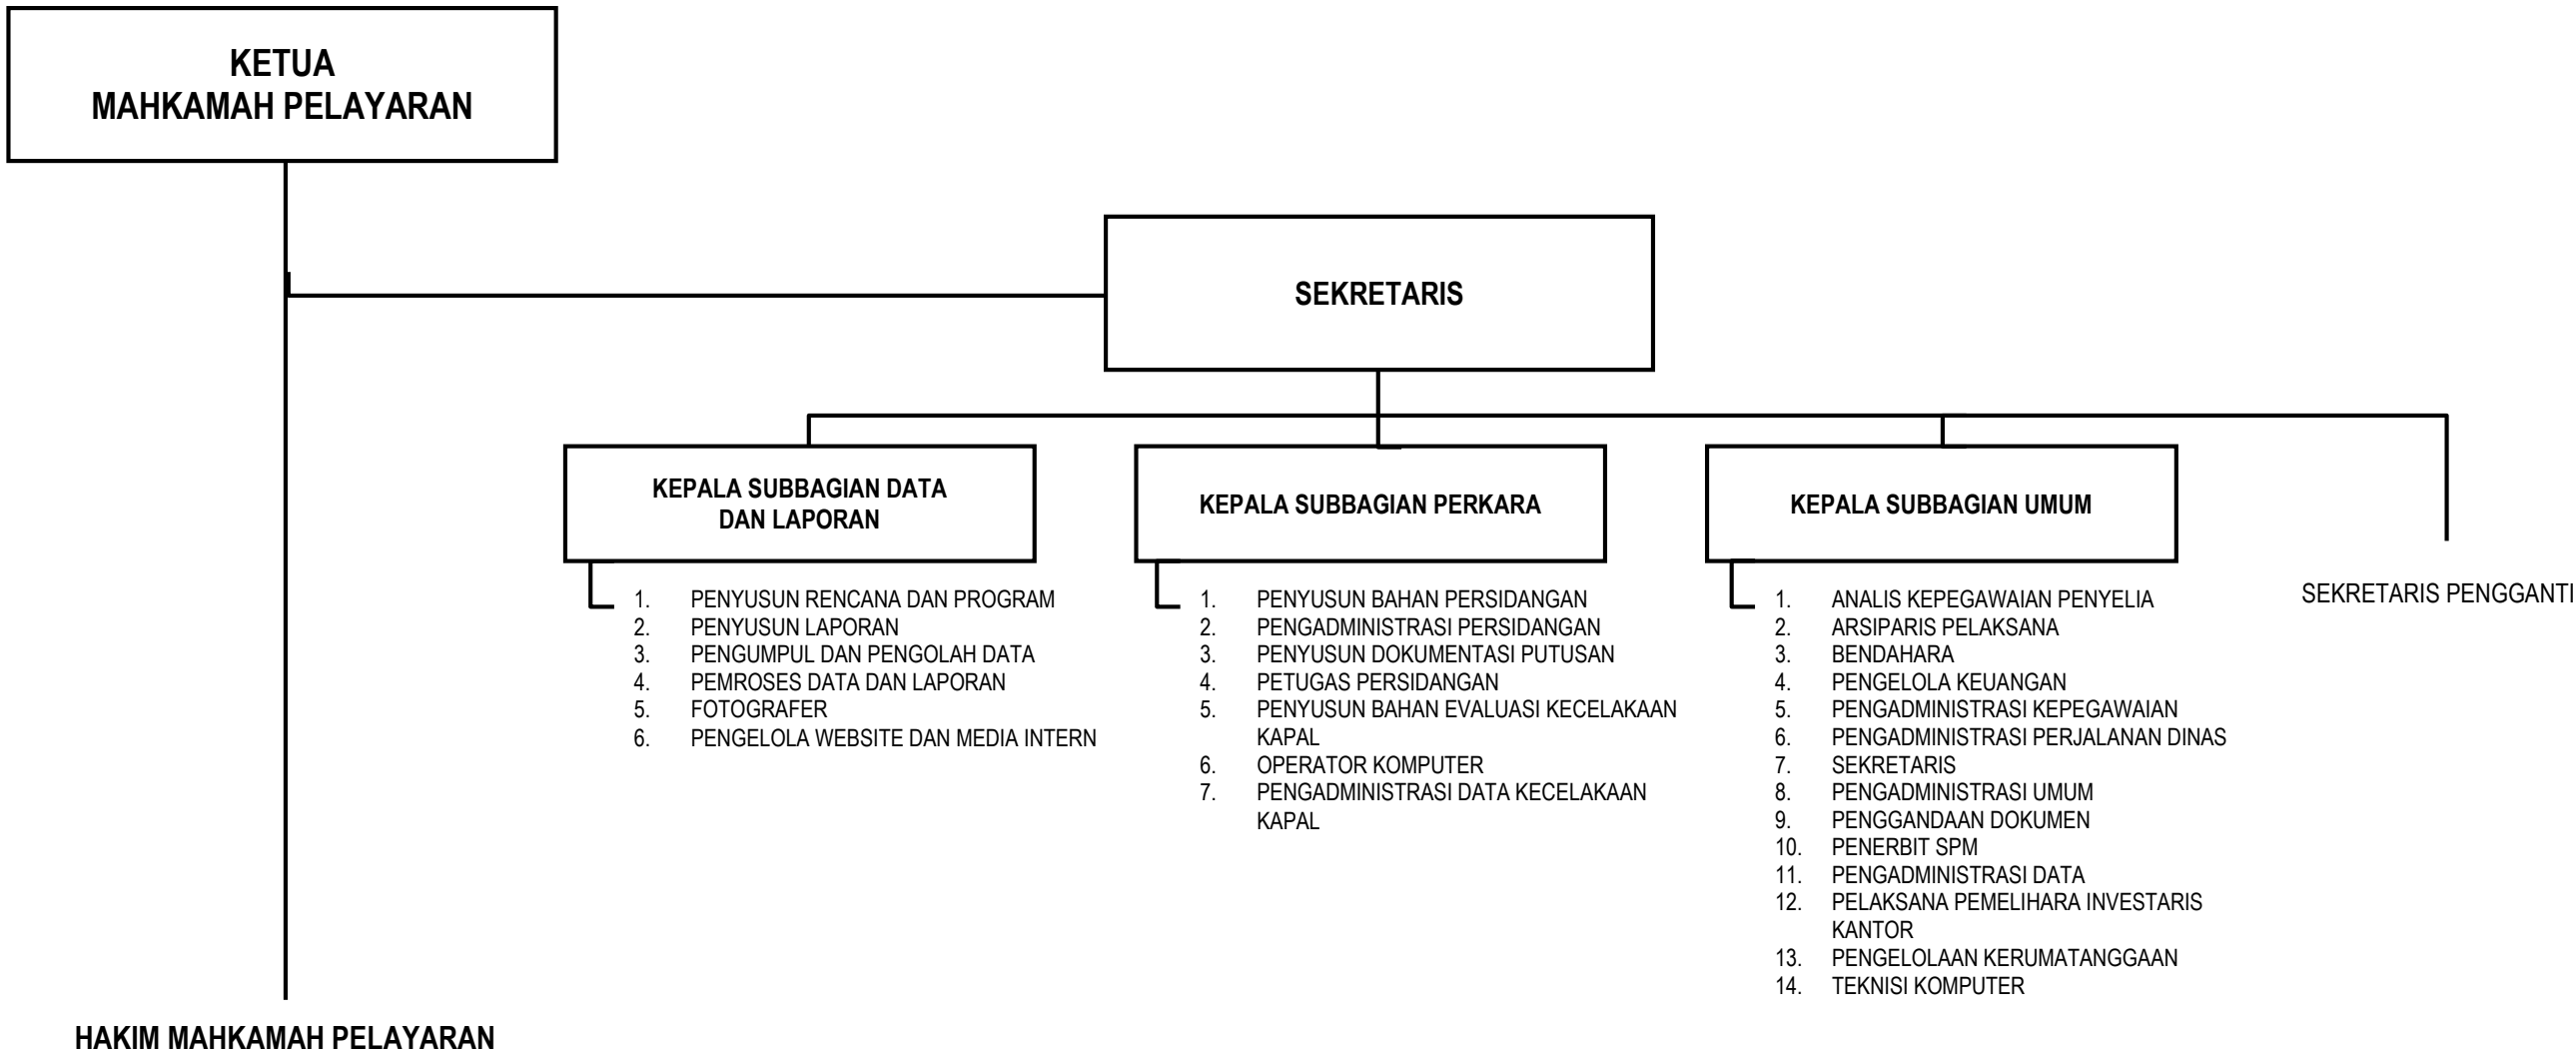 KETUA
MAHKAMAH PELAYARAN
SEKRETARIS
KEPALA SUBBAGIAN DATA
DAN LAPORAN
1. PENYUSUN RENCANA DAN PROGRAM
2. PENYUSUN LAPORAN
3. PENGUMPUL DAN PENGOLAH DATA
4. PEMROSES DATA DAN LAPORAN
5. FOTOGRAFER
6. PENGELOLA WEBSITE DAN MEDIA INTERN
KEPALA SUBBAGIAN PERKARA
1. PENYUSUN BAHAN PERSIDANGAN
2. PENGADMINISTRASI PERSIDANGAN
3. PENYUSUN DOKUMENTASI PUTUSAN
4. PETUGAS PERSIDANGAN
5. PENYUSUN BAHAN EVALUASI KECELAKAAN
KAPAL
6. OPERATOR KOMPUTER
7. PENGADMINISTRASI DATA KECELAKAAN
KAPAL
KEPALA SUBBAGIAN UMUM
1. ANALIS KEPEGAWAIAN PENYELIA
2. ARSIPARIS PELAKSANA
3. BENDAHARA
4. PENGELOLA KEUANGAN
5. PENGADMINISTRASI KEPEGAWAIAN
6. PENGADMINISTRASI PERJALANAN DINAS
7. SEKRETARIS
8. PENGADMINISTRASI UMUM
9. PENGGANDAAN DOKUMEN
10. PENERBIT SPM
11. PENGADMINISTRASI DATA
12. PELAKSANA PEMELIHARA INVESTARIS
KANTOR
13. PENGELOLAAN KERUMATANGGAAN
14. TEKNISI KOMPUTER
SEKRETARIS PENGGANTI
HAKIM MAHKAMAH PELAYARAN